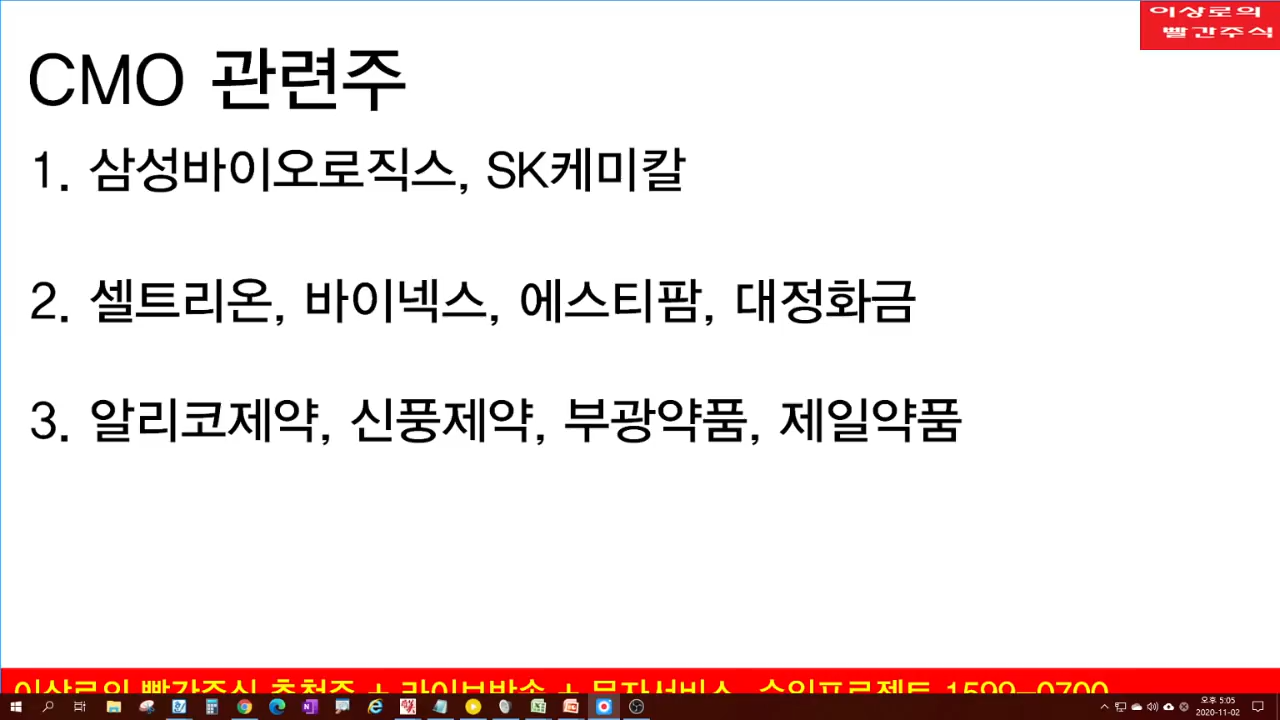 이상로의
빨간주식
CMO 관련주
1. 삼성바이오로직스, SK케미칼
2. 셀트리온, 바이넥스, 에스티팜, 대정화금
3. 알리코제약, 신풍제약, 부광약품, 제일약품
이상로의 빨간주식 추천주 + 라이브방송 + 문자서비스 수익프로젝트 1599-0700
오후 5:05
2020-11-02